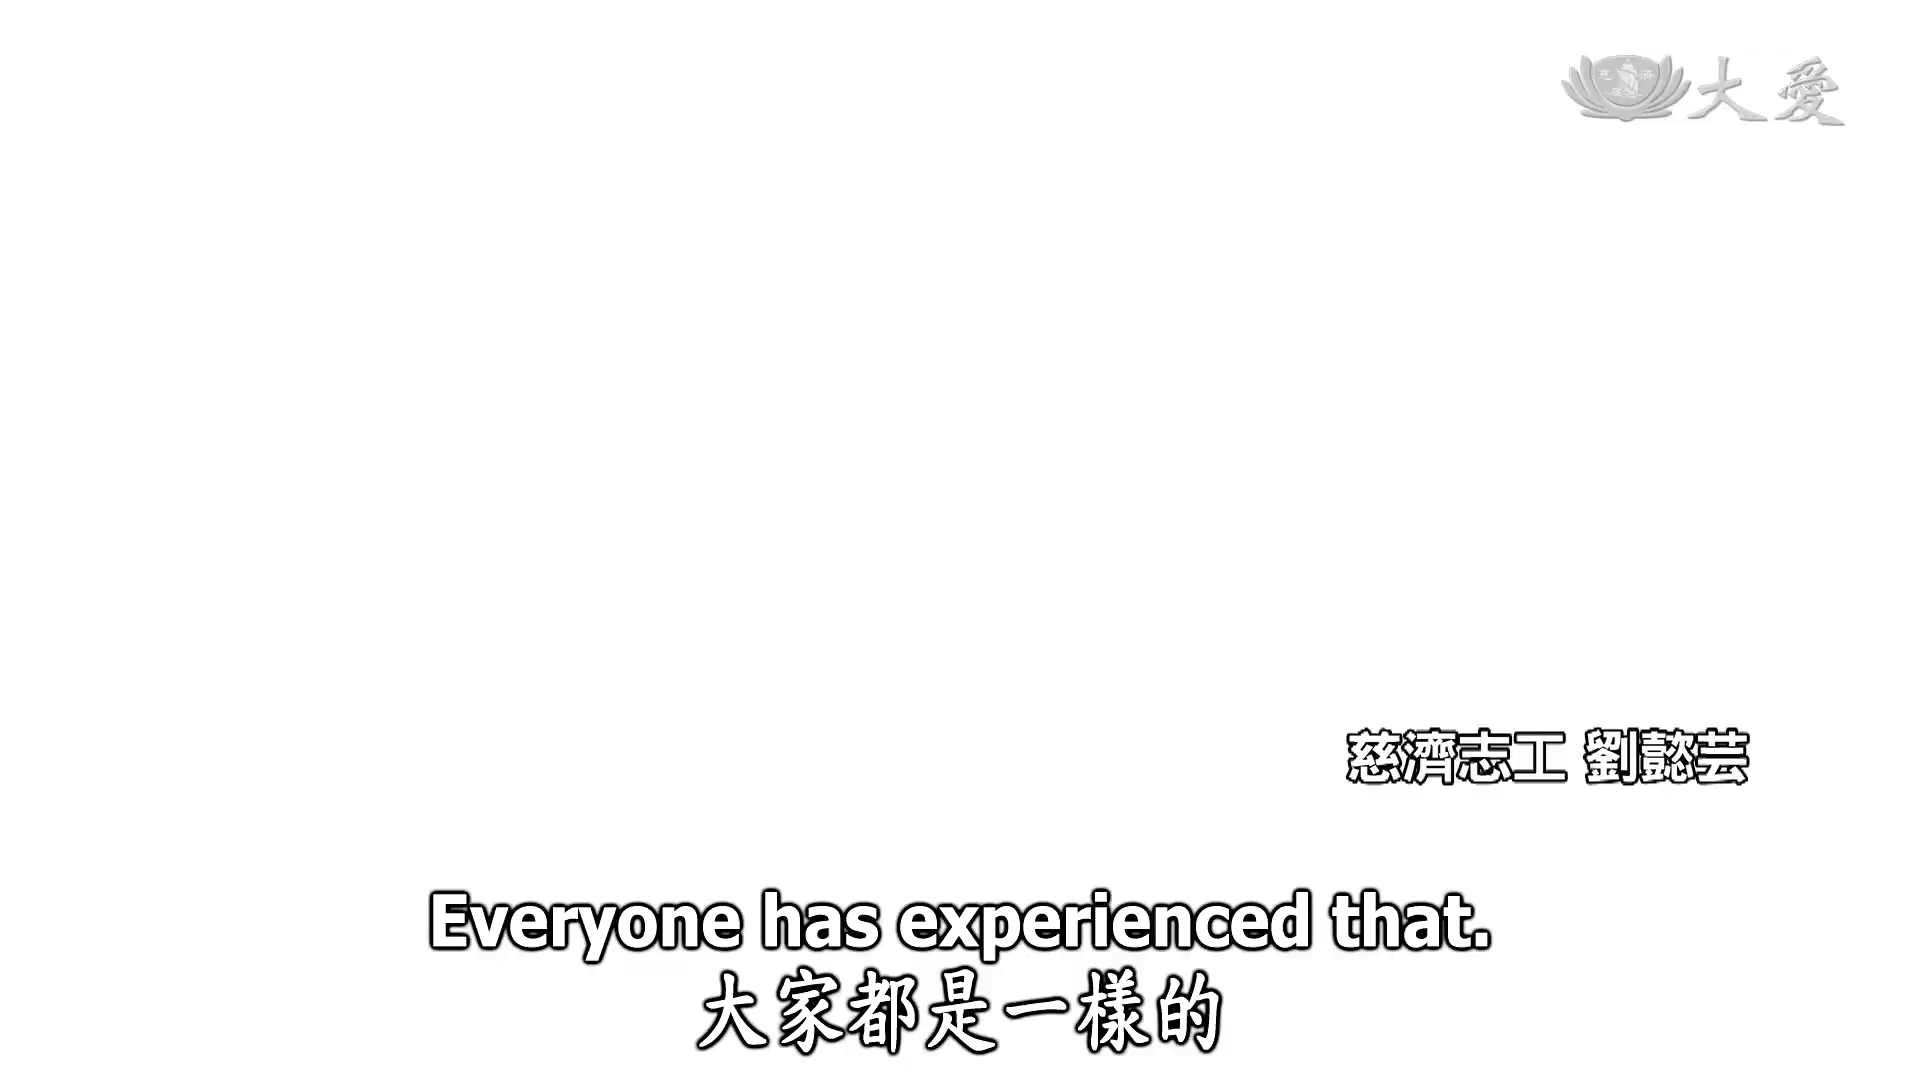 大愛
慈濟志工 劉懿芸
Everyone has experienced that.
大家都是一樣的